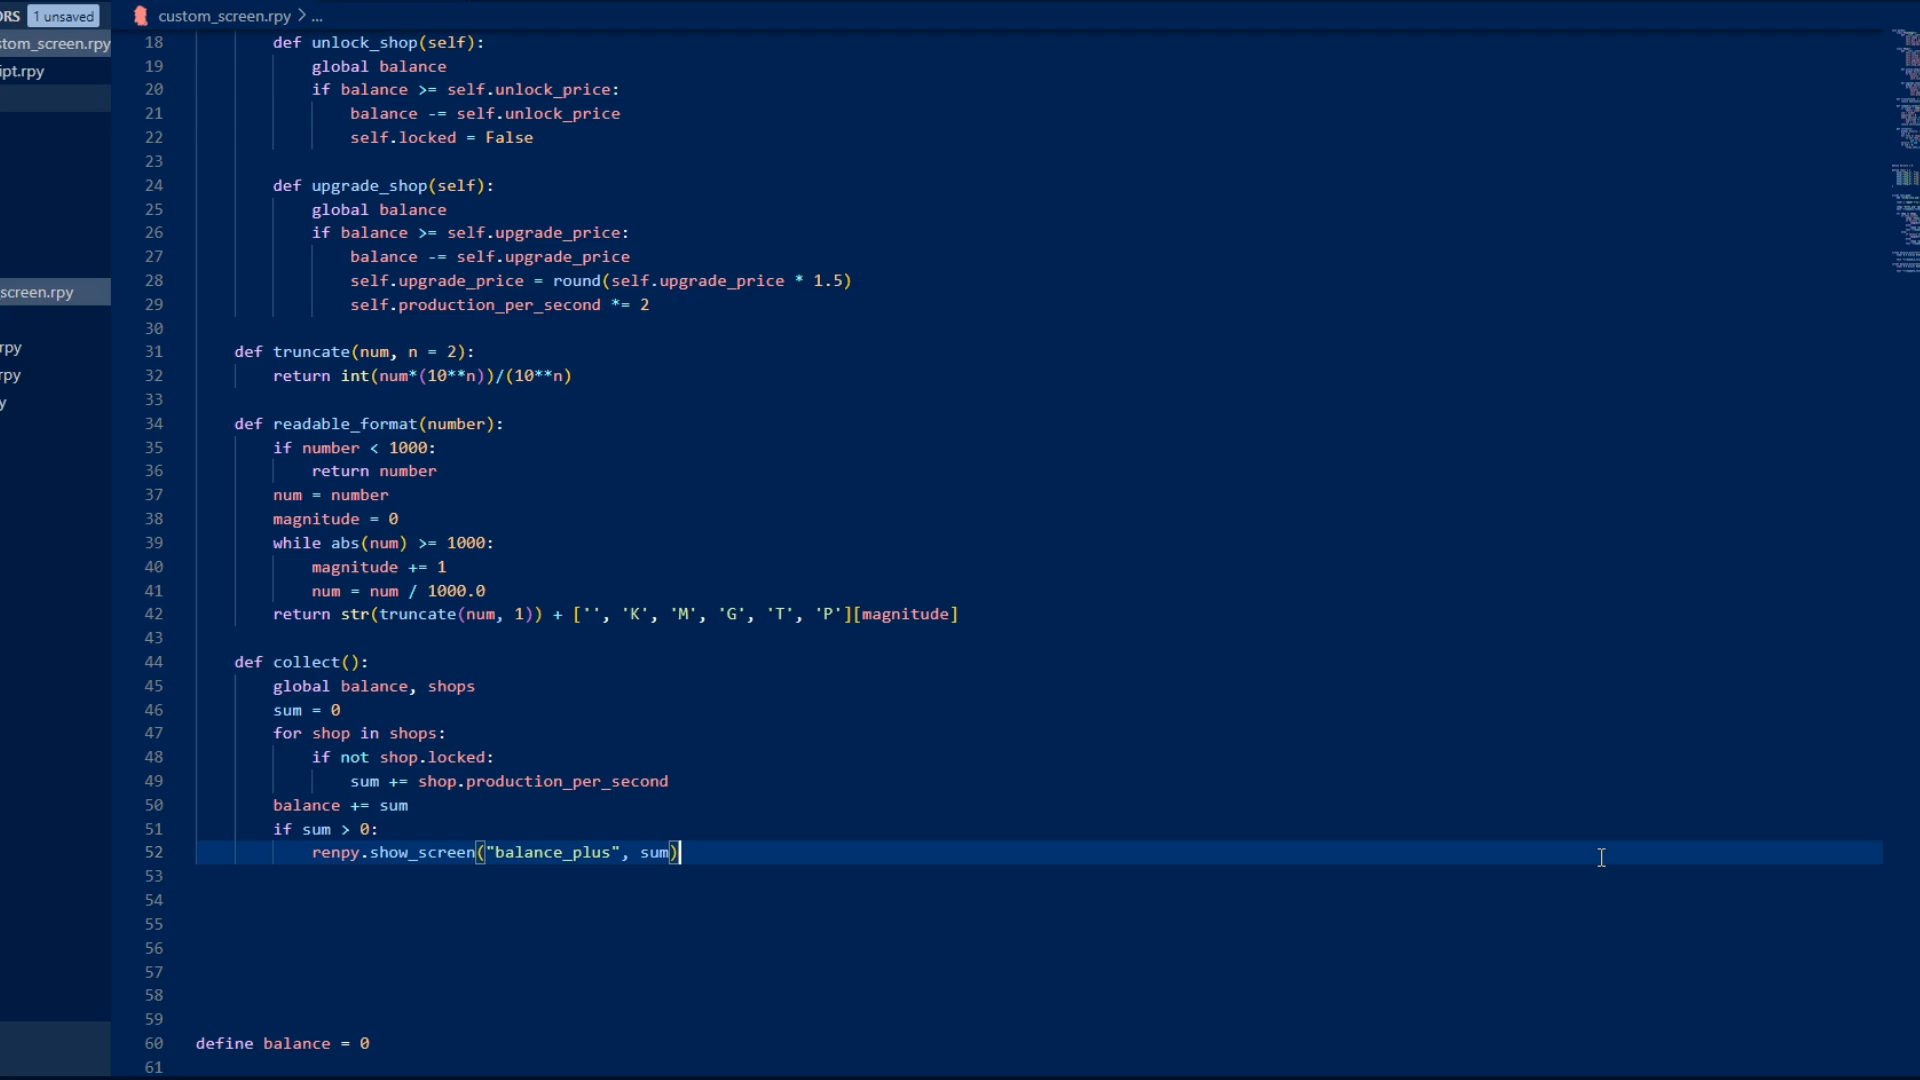 ORS 1 unsaved
custom_screen.rpy > ...
tom_screen.rpy
ipt.rpy
screen.rpy
rpy
rpy
y
18 def unlock_shop(self):
19 global balance
20 if balance >= self.unlock_price:
21 balance -= self.unlock_price
22 self.locked = False
23
24 def upgrade_shop(self):
25 global balance
26 if balance >= self.upgrade_price:
27 balance -= self.upgrade_price
28 self.upgrade_price = round(self.upgrade_price * 1.5)
29 self.production_per_second *= 2
30
31 def truncate(num, n = 2):
32 return int(num*(10**n))/(10**n)
33
34 def readable_format(number):
35 if number < 1000:
36 return number
37 num = number
38 magnitude = 0
39 while abs(num) >= 1000:
40 magnitude += 1
41 num = num / 1000.0
42 return str(truncate(num, 1)) + ['', 'K', 'M', 'G', 'T', 'P'][magnitude]
43
44 def collect():
45 global balance, shops
46 sum = 0
47 for shop in shops:
48 if not shop.locked:
49 sum += shop.production_per_second
50 balance += sum
51 if sum > 0:
52 renpy.show_screen("balance_plus", sum)
53
54
55
56
57
58
59
60 define balance = 0
61